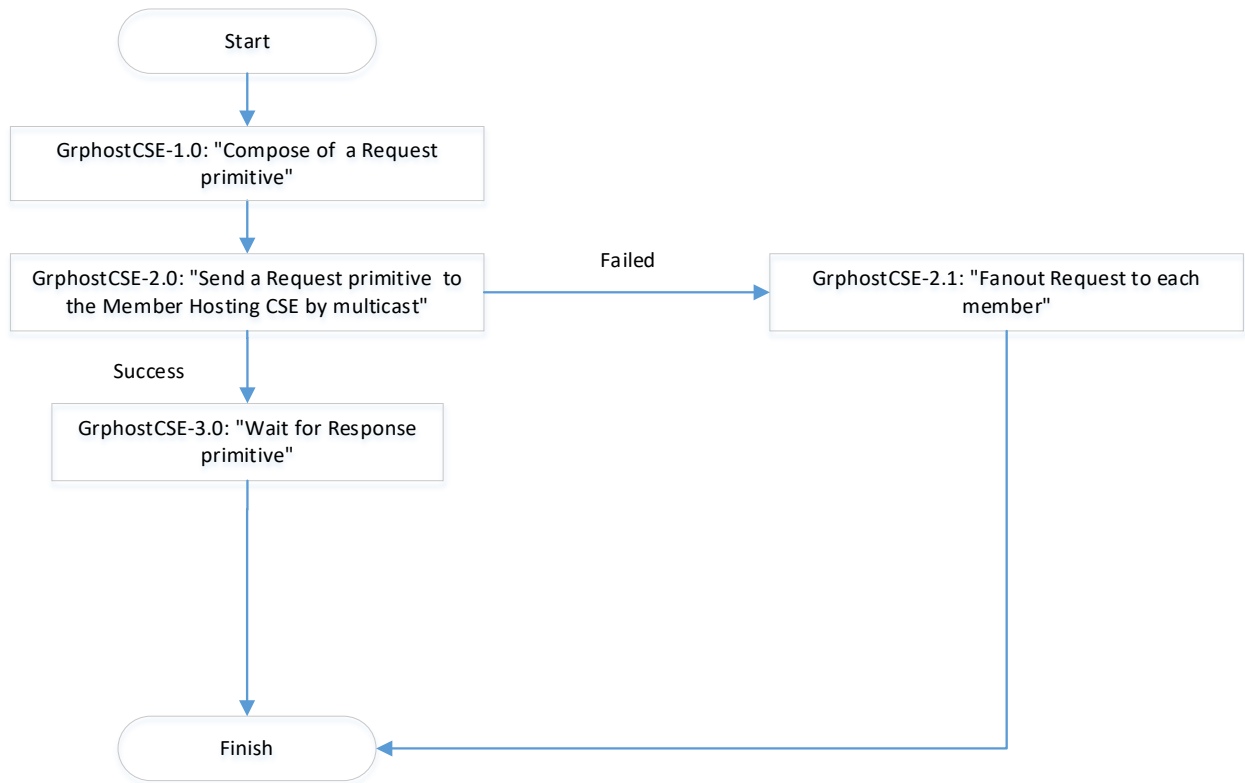 Start
GrphostCSE-1.0: "Compose of  a Request
primitive"
GrphostCSE-2.0: "Send a Request primitive  to
the Member Hosting CSE by multicast"
Failed
GrphostCSE-2.1: "Fanout Request to each
member"
Success
GrphostCSE-3.0: "Wait for Response
primitive"
Finish